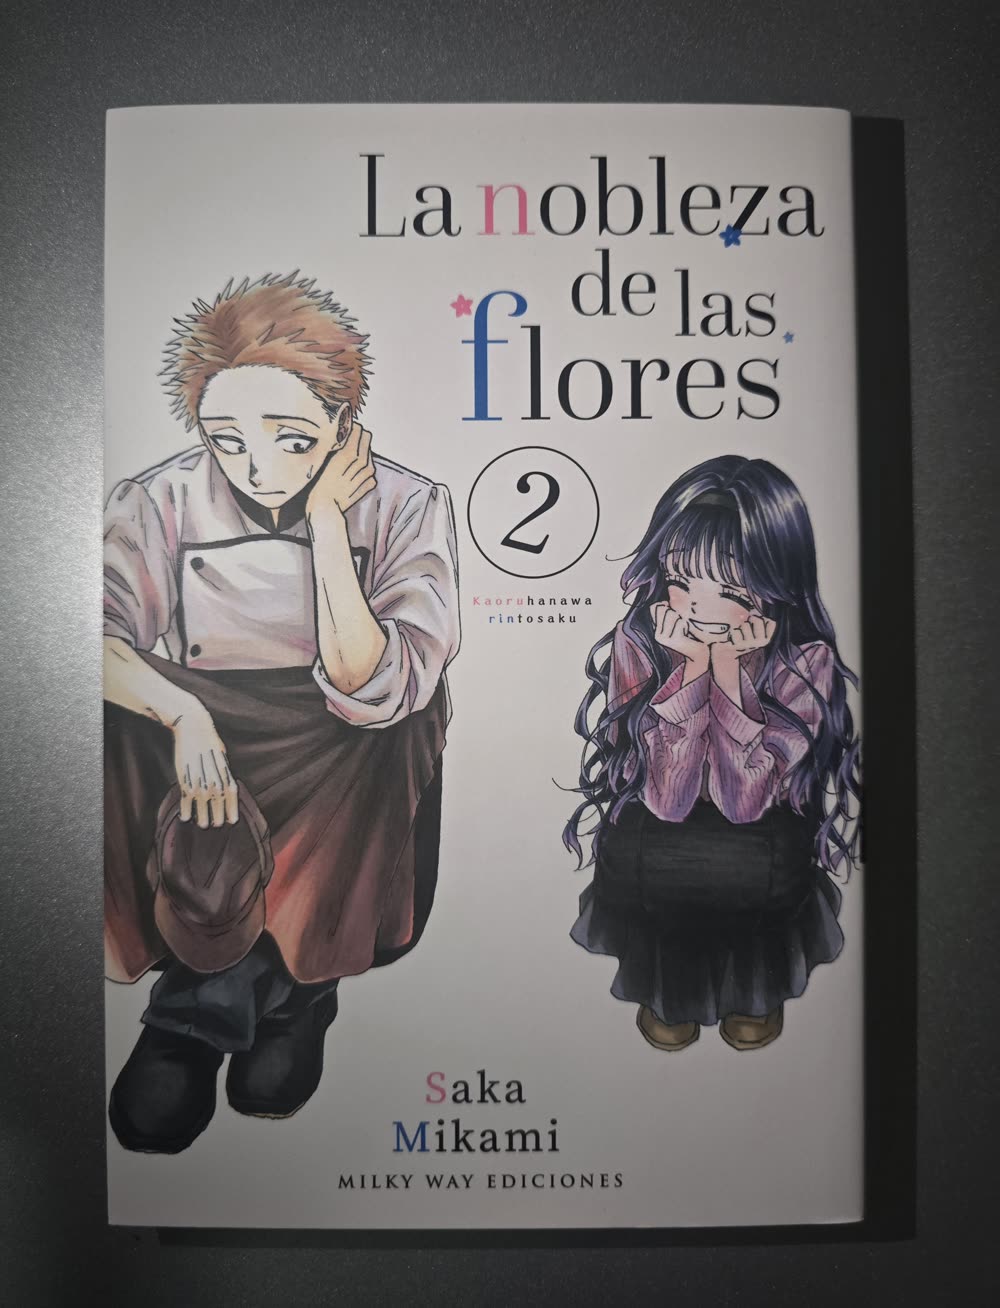 La nobleza
de las
flores
2
Kaoruhanawa
rintosaku
Saka
Mikami
MILKY WAY EDICIONES